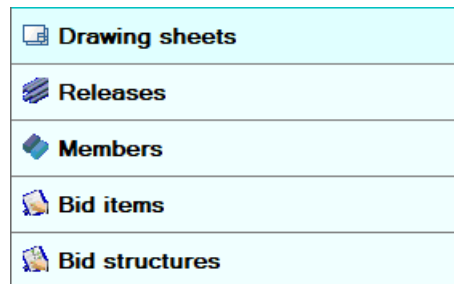 Drawing sheets
Releases
Members
Bid items
Bid structures